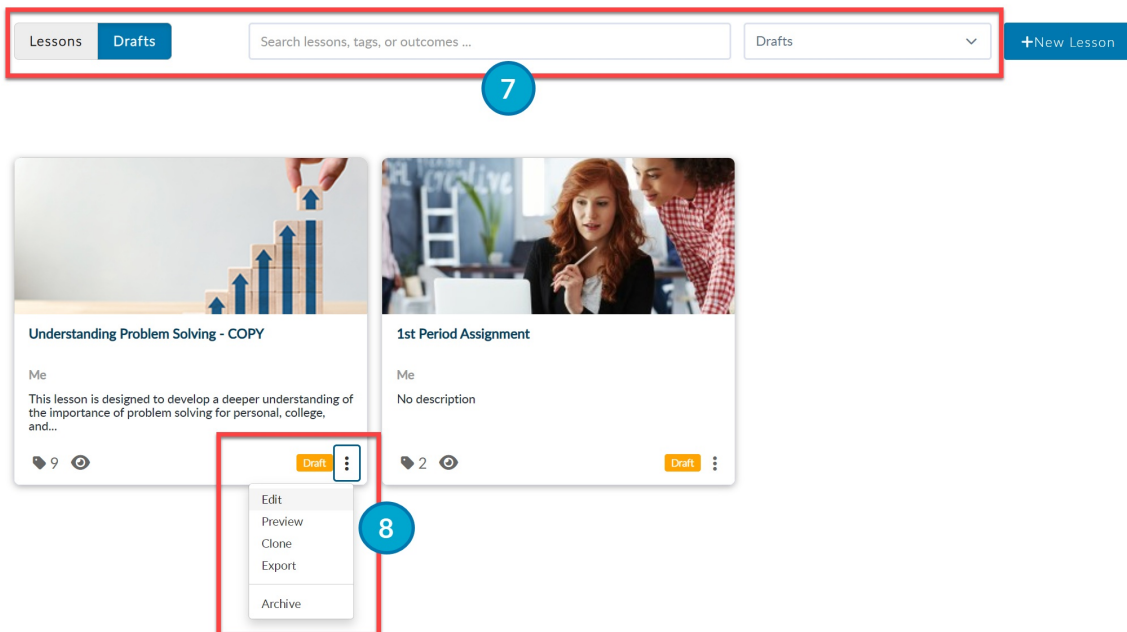 Lessons Drafts Search lessons, tags, or outcomes ... Drafts +New Lesson
7
creative
Understanding Problem Solving - COPY
Me
This lesson is designed to develop a deeper understanding of
the importance of problem solving for personal, college,
and...
9 Draft
1st Period Assignment
Me
No description
2 Draft
Edit
Preview
Clone
Export
Archive
8